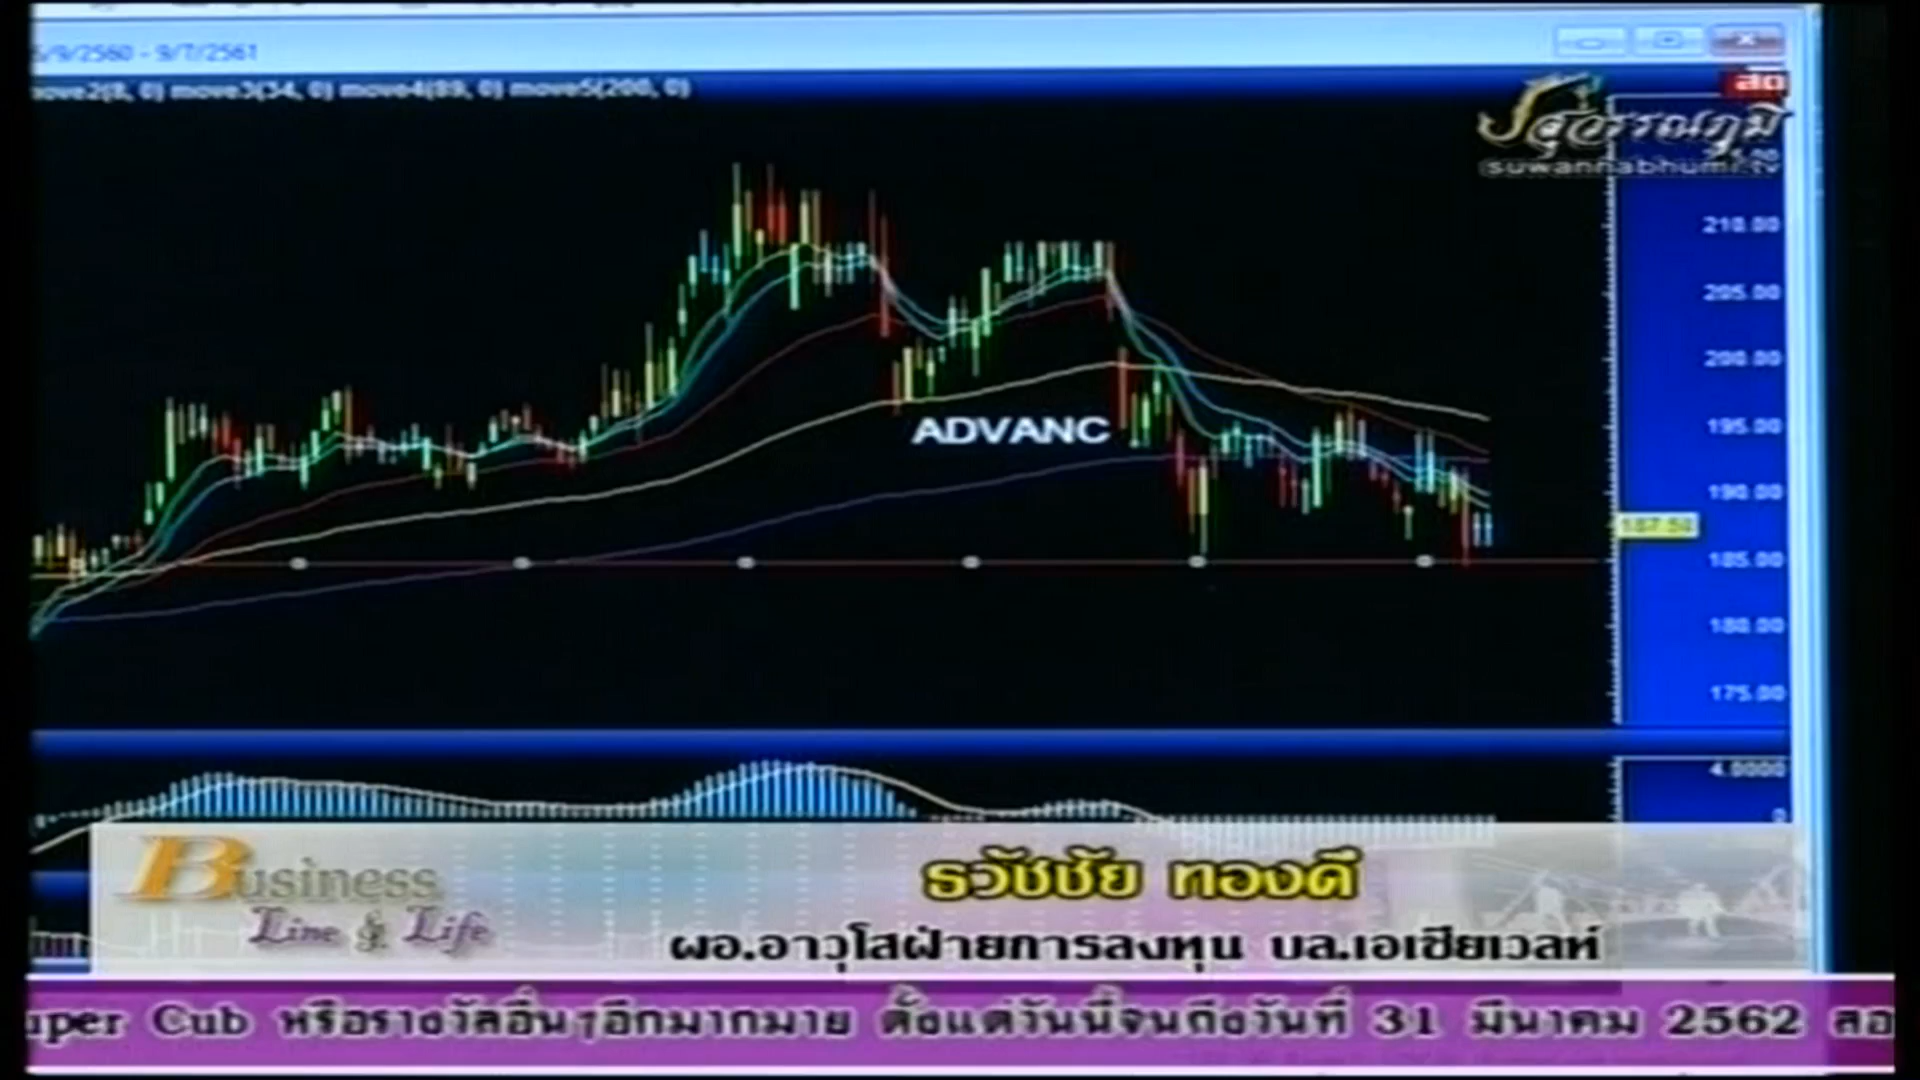 5/9/2560 - 9/7/2561
move2(8, 0) move3(34, 0) move4(89, 0) move5(200, 0)
สด
สุวรรณภูมิ
@suwannabhumi.tv
210.00
205.00
200.00
ADVANC
195.00
190.00
187.50
185.00
180.00
175.00
4.0000
0
Business
Line & Life
ธวัชชัย ทองดี
ผอ.อาวุโสฝ่ายการลงทุน บล.เอเชียเวลท์
uper Cub หรือรางวัลอื่นๆอีกมากมาย ตั้งแต่วันนี้จนถึงวันที่ 31 มีนาคม 2562 สอ